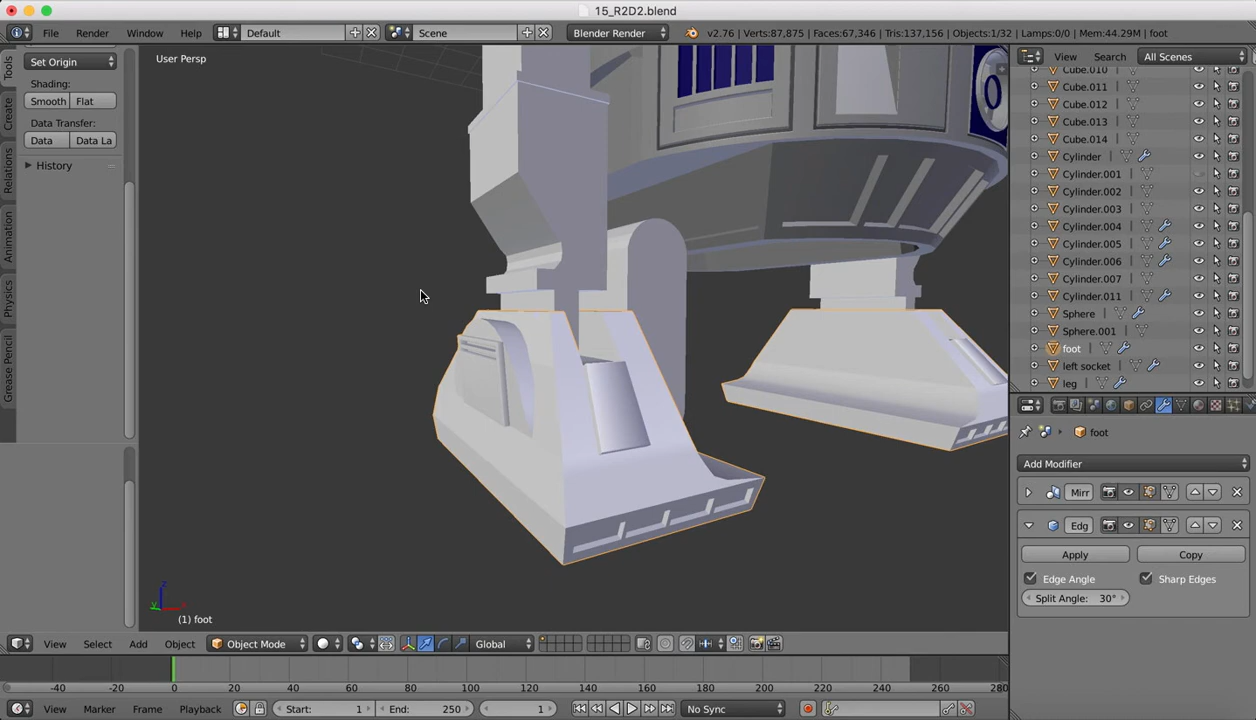 15_R2D2.blend
File Render Window Help Default Scene Blender Render v2.76 | Verts:87,875 | Faces:67,346 | Tris:137,156 | Objects:1/32 | Lamps:0/0 | Mem:44.29M | foot
Tools
Create
Relations
Animation
Physics
Grease Pencil
Set Origin
Shading:
Smooth Flat
Data Transfer:
Data Data La
History
User Persp
(1) foot
View Search All Scenes
Cube.010
Cube.011
Cube.012
Cube.013
Cube.014
Cylinder
Cylinder.001
Cylinder.002
Cylinder.003
Cylinder.004
Cylinder.005
Cylinder.006
Cylinder.007
Cylinder.011
Sphere
Sphere.001
foot
left socket
leg
foot
Add Modifier
Mirr
Edg
Apply Copy
Edge Angle Sharp Edges
Split Angle: 30°
View Select Add Object Object Mode Global
-40 -20 0 20 40 60 80 100 120 140 160 180 200 220 240 260 280
View Marker Frame Playback Start: 1 End: 250 1 No Sync